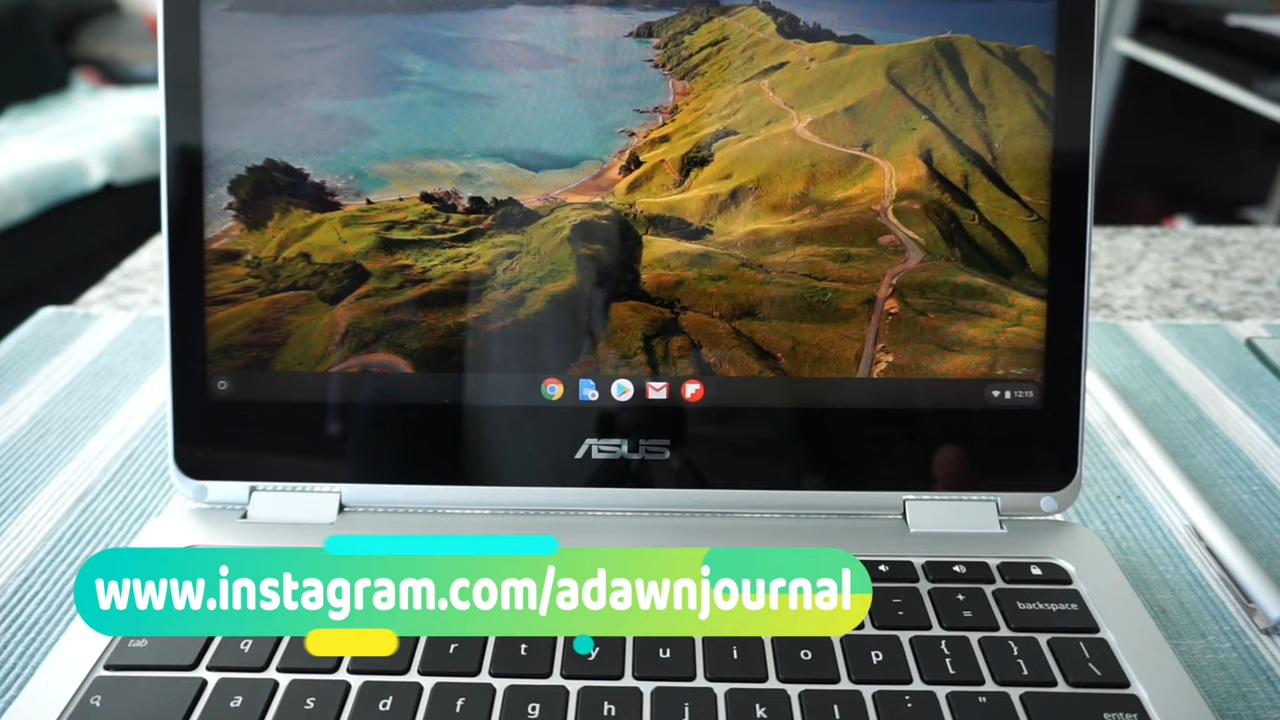 12:15
ASUS
www.instagram.com/adawnjournal
- -
+ =
backspace
tab
q
r
t
y
u
i
o
p
{ [
} ]
| \
a
s
d
f
g
h
j
k
l
: ;
"
enter